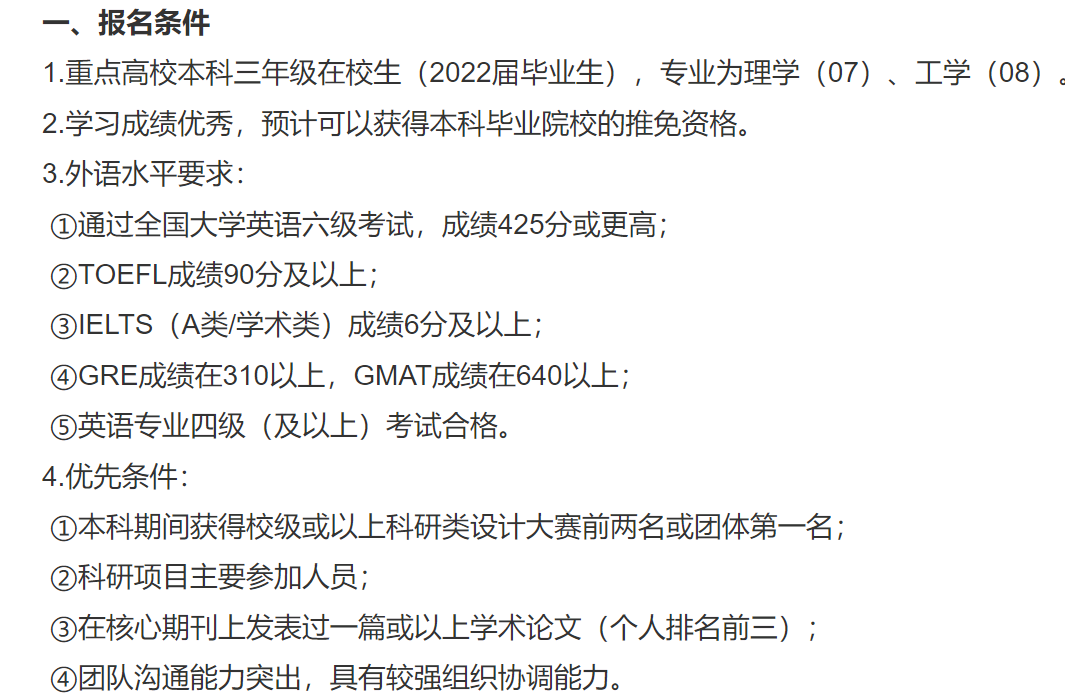 一、报名条件
1.重点高校本科三年级在校生（2022届毕业生），专业为理学（07）、工学（08）。
2.学习成绩优秀，预计可以获得本科毕业院校的推免资格。
3.外语水平要求：
①通过全国大学英语六级考试，成绩425分或更高；
②TOEFL成绩90分及以上；
③IELTS（A类/学术类）成绩6分及以上；
④GRE成绩在310以上，GMAT成绩在640以上；
⑤英语专业四级（及以上）考试合格。
4.优先条件：
①本科期间获得校级或以上科研类设计大赛前两名或团体第一名；
②科研项目主要参加人员；
③在核心期刊上发表过一篇或以上学术论文（个人排名前三）；
④团队沟通能力突出，具有较强组织协调能力。